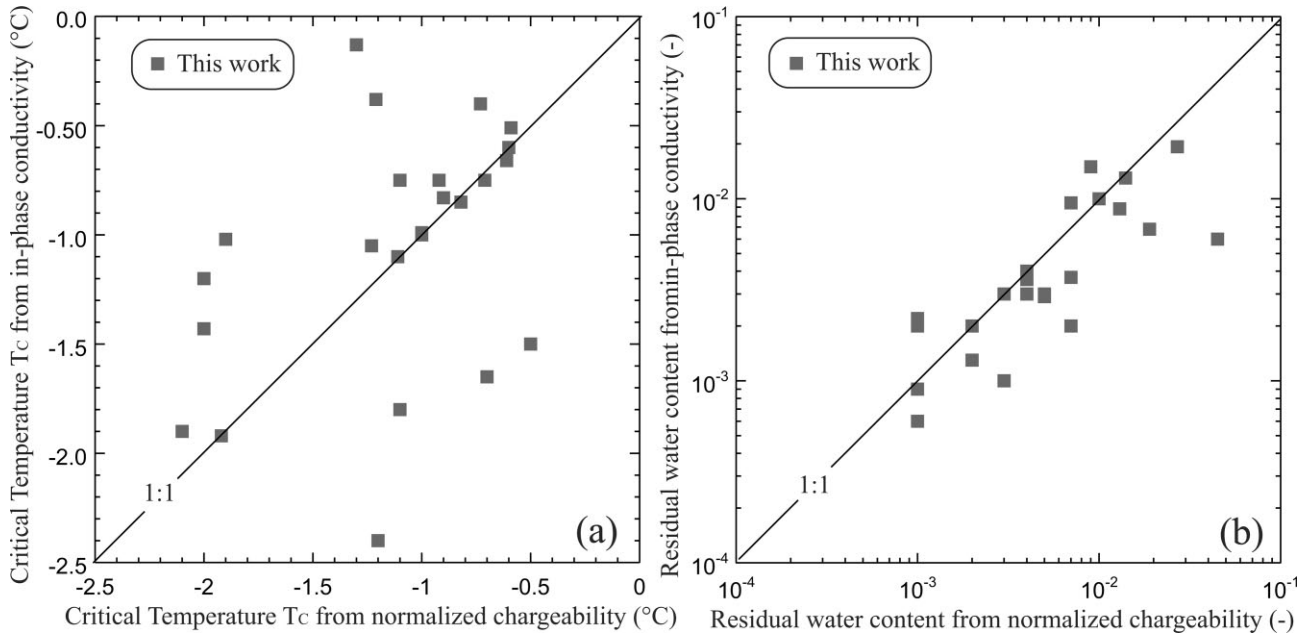 Critical Temperature Tc from in-phase conductivity (°C)
0.0
-0.50
-1.0
-1.5
-2.0
-2.5
This work
1:1
(a)
-2.5 -2 -1.5 -1 -0.5 0
Critical Temperature Tc from normalized chargeability (°C)
Residual water content fromin-phase conductivity (-)
10-1
10-2
10-3
10-4
This work
1:1
(b)
10-4 10-3 10-2 10-1
Residual water content from normalized chargeability (-)